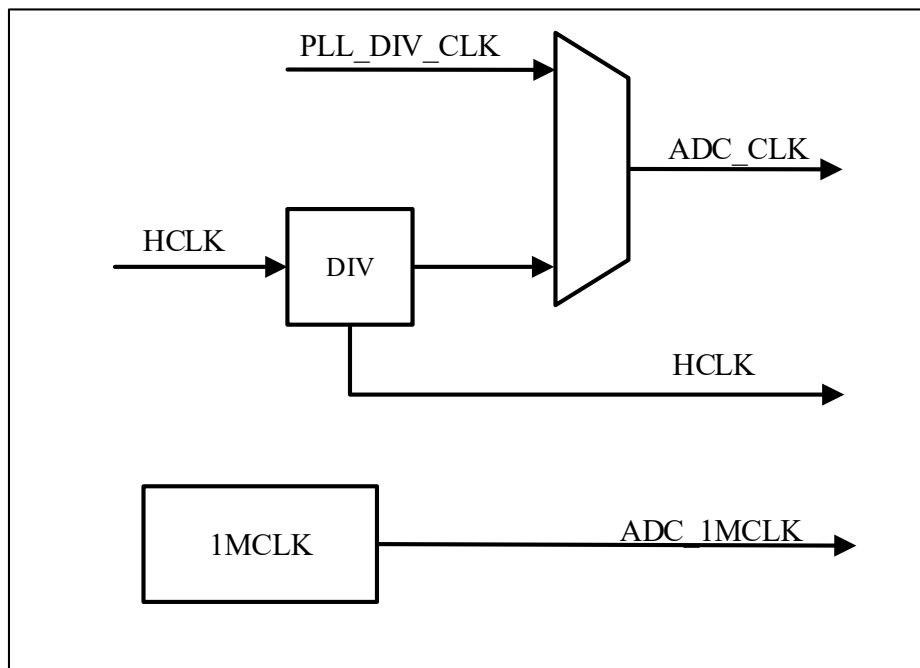 PLL_DIV_CLK
ADC_CLK
HCLK
DIV
HCLK
1MCLK
ADC_1MCLK